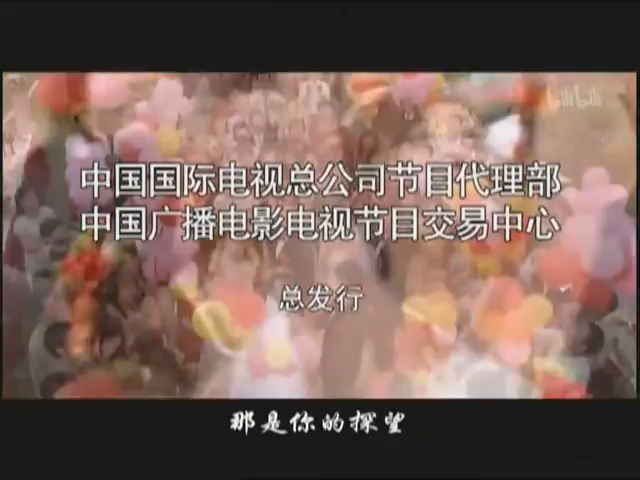 bilibili
中国国际电视总公司节目代理部
中国广播电影电视节目交易中心
总发行
那是你的探望